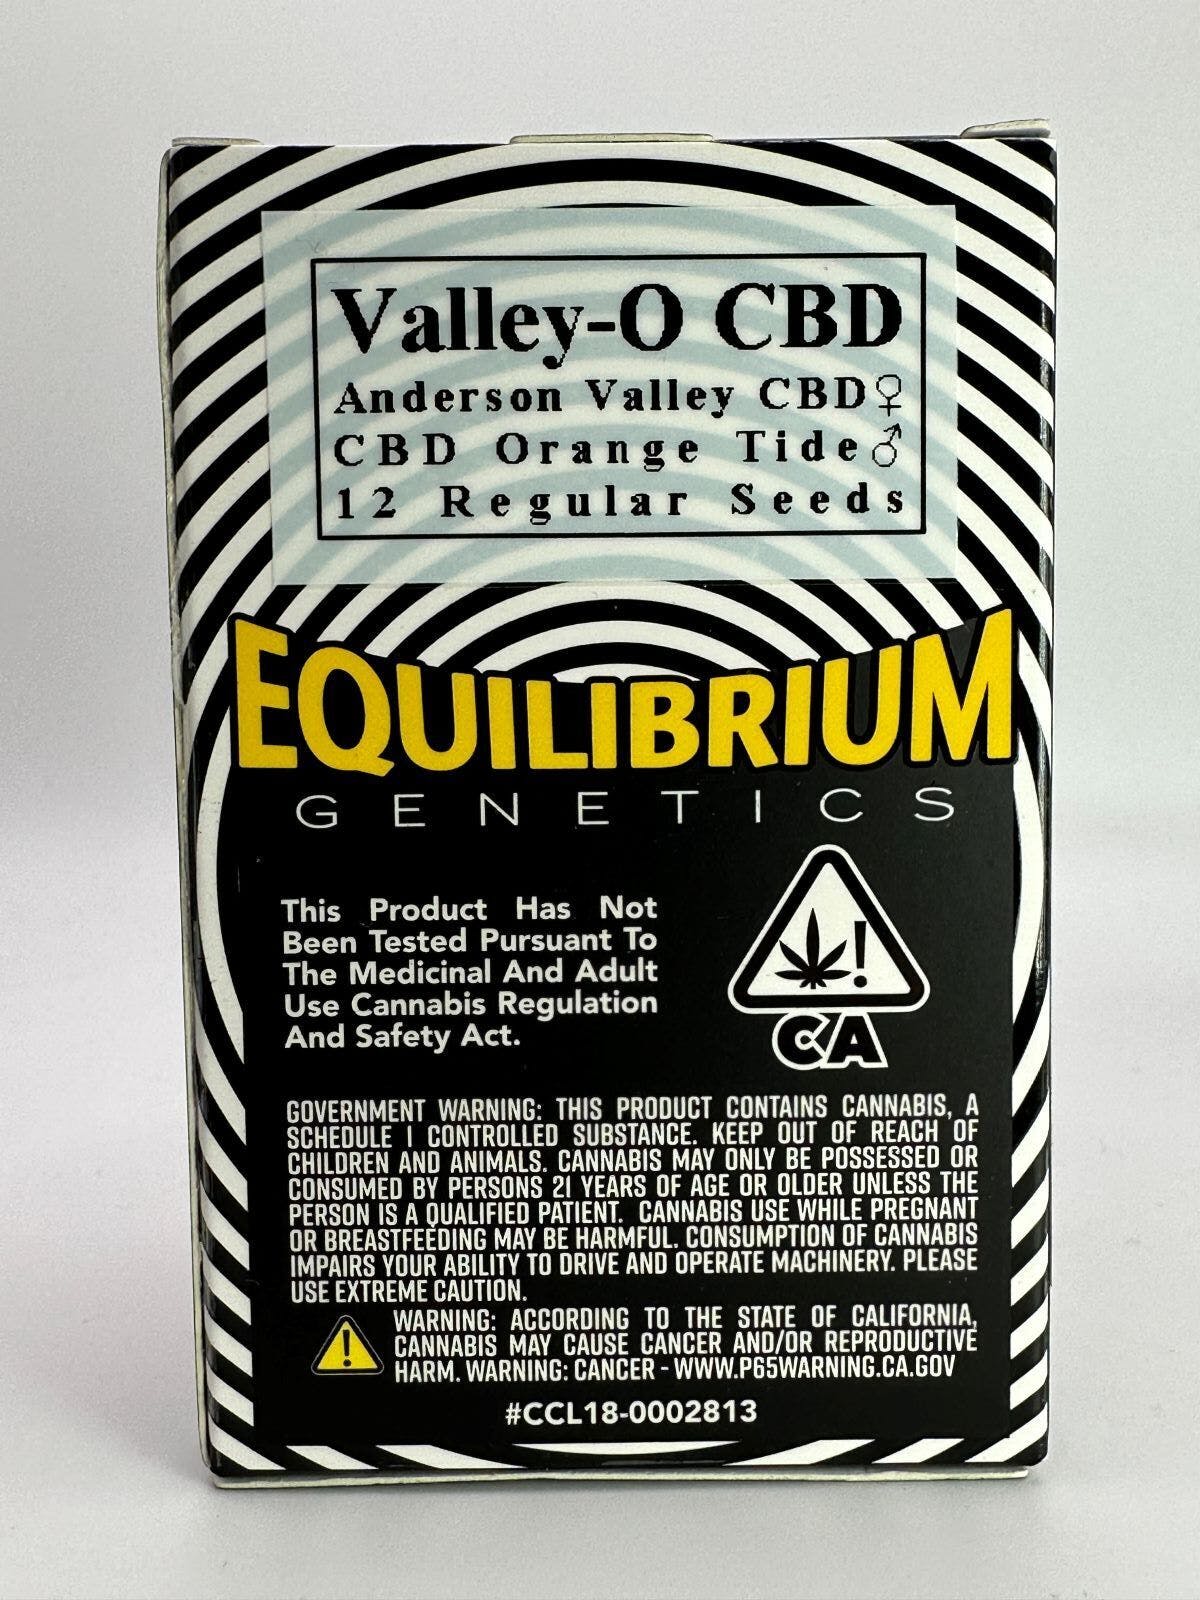 Valley-O CBD
Anderson Valley CBD♀
CBD Orange Tide♂
12 Regular Seeds
EQUILIBRIUM
GENETICS
This Product Has Not
Been Tested Pursuant To
The Medicinal And Adult
Use Cannabis Regulation
And Safety Act.
!
CA
GOVERNMENT WARNING: THIS PRODUCT CONTAINS CANNABIS, A
SCHEDULE I CONTROLLED SUBSTANCE. KEEP OUT OF REACH OF
CHILDREN AND ANIMALS. CANNABIS MAY ONLY BE POSSESSED OR
CONSUMED BY PERSONS 21 YEARS OF AGE OR OLDER UNLESS THE
PERSON IS A QUALIFIED PATIENT. CANNABIS USE WHILE PREGNANT
OR BREASTFEEDING MAY BE HARMFUL. CONSUMPTION OF CANNABIS
IMPAIRS YOUR ABILITY TO DRIVE AND OPERATE MACHINERY. PLEASE
USE EXTREME CAUTION.
! WARNING: ACCORDING TO THE STATE OF CALIFORNIA,
CANNABIS MAY CAUSE CANCER AND/OR REPRODUCTIVE
HARM. WARNING: CANCER - WWW.P65WARNING.CA.GOV
#CCL18-0002813